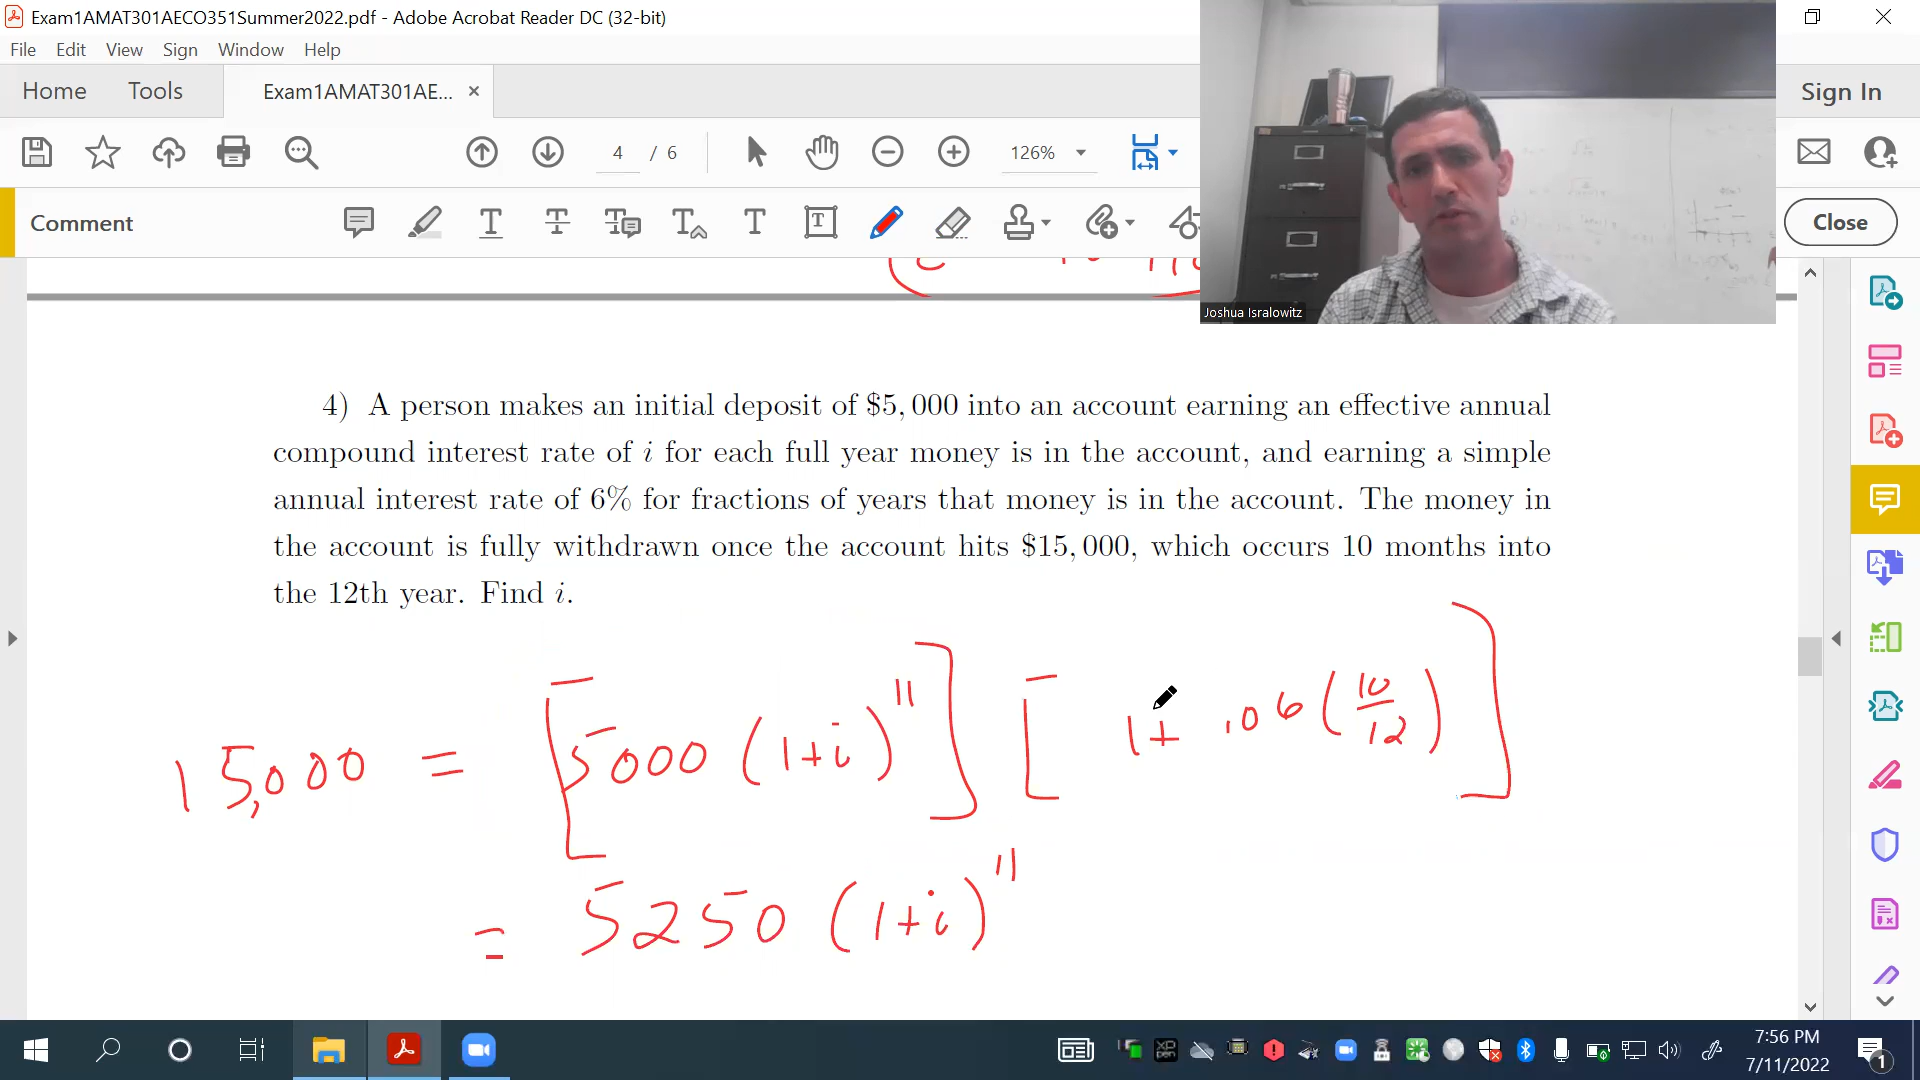 Exam1AMAT301AECO351Summer2022.pdf - Adobe Acrobat Reader DC (32-bit)
File Edit View Sign Window Help
Home Tools Exam1AMAT301AE... × Sign In
4 / 6 126%
Comment Close
Joshua Isralowitz
4) A person makes an initial deposit of $5,000 into an account earning an effective annual
compound interest rate of i for each full year money is in the account, and earning a simple
annual interest rate of 6% for fractions of years that money is in the account. The money in
the account is fully withdrawn once the account hits $15,000, which occurs 10 months into
the 12th year. Find i.
15,000 = [5000 (1+i)^11] [1+ .06 (10/12)]
= 5250 (1+i)^11
7:56 PM
7/11/2022
1